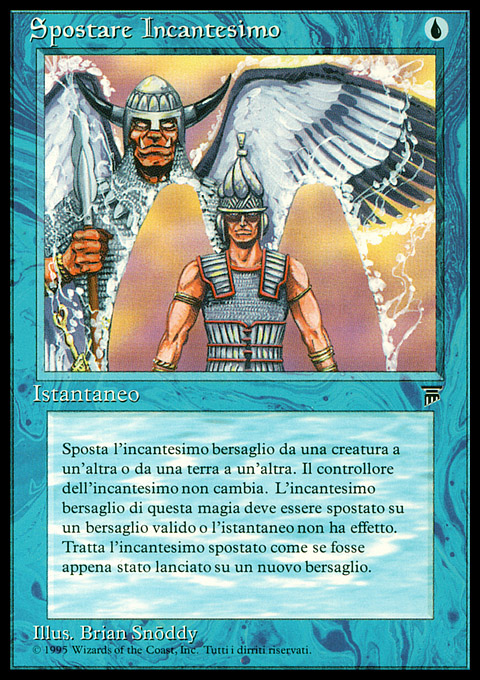 Spostare Incantesimo
Istantaneo
Sposta l'incantesimo bersaglio da una creatura a
un'altra o da una terra a un'altra. Il controllore
dell'incantesimo non cambia. L'incantesimo
bersaglio di questa magia deve essere spostato su
un bersaglio valido o l'istantaneo non ha effetto.
Tratta l'incantesimo spostato come se fosse
appena stato lanciato su un nuovo bersaglio.
Illus. Brian Snōddy
© 1995 Wizards of the Coast, Inc. Tutti i dirriti riservati.